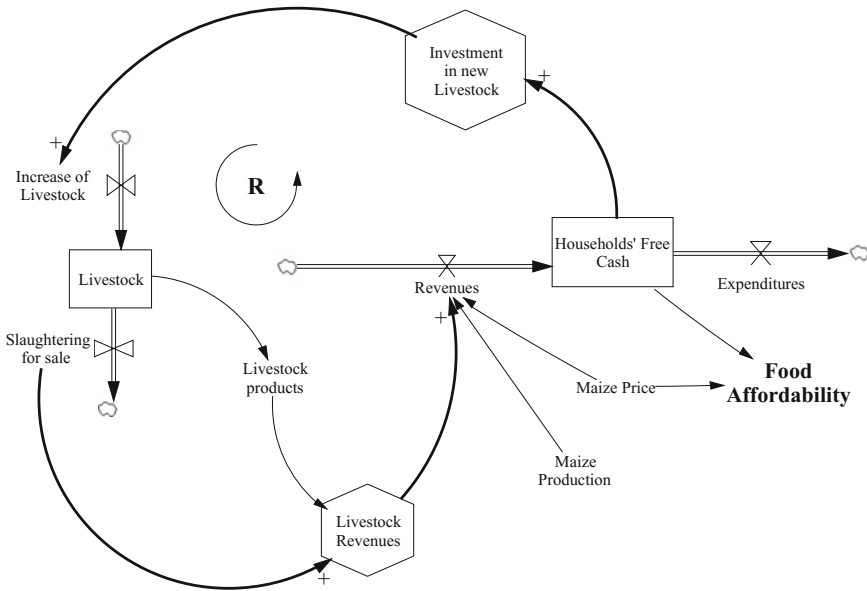 Investment
in new
Livestock
+
+
Increase of
Livestock
R
Households' Free
Cash
Livestock
Revenues
Expenditures
+
Slaughtering
for sale
Livestock
products
Maize Price
Food
Affordability
Maize
Production
Livestock
Revenues
+